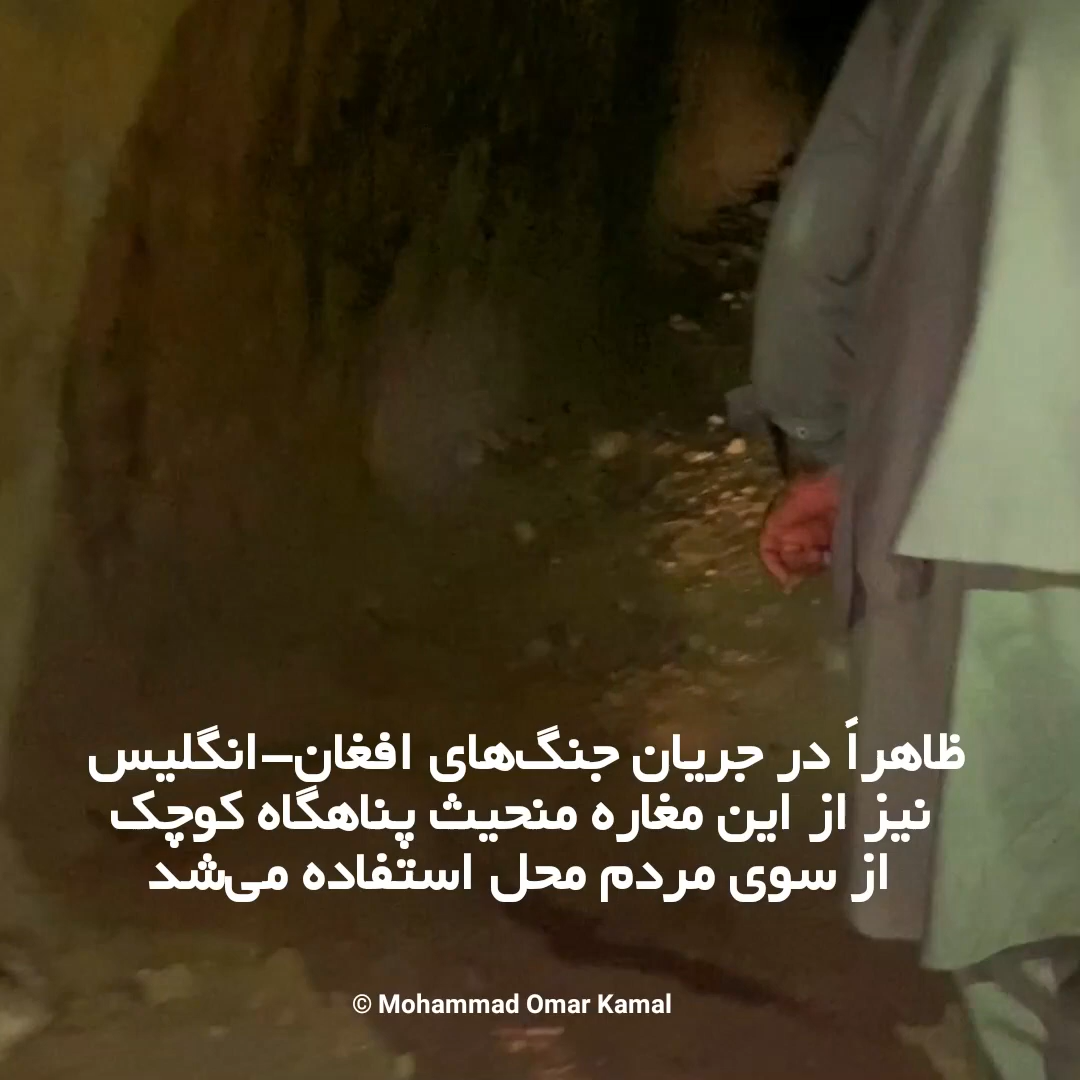 ظاهراً در جریان جنگ‌های افغان-انگلیس
نیز از این مغاره منحیث پناهگاه کوچک
از سوی مردم محل استفاده می‌شد
© Mohammad Omar Kamal